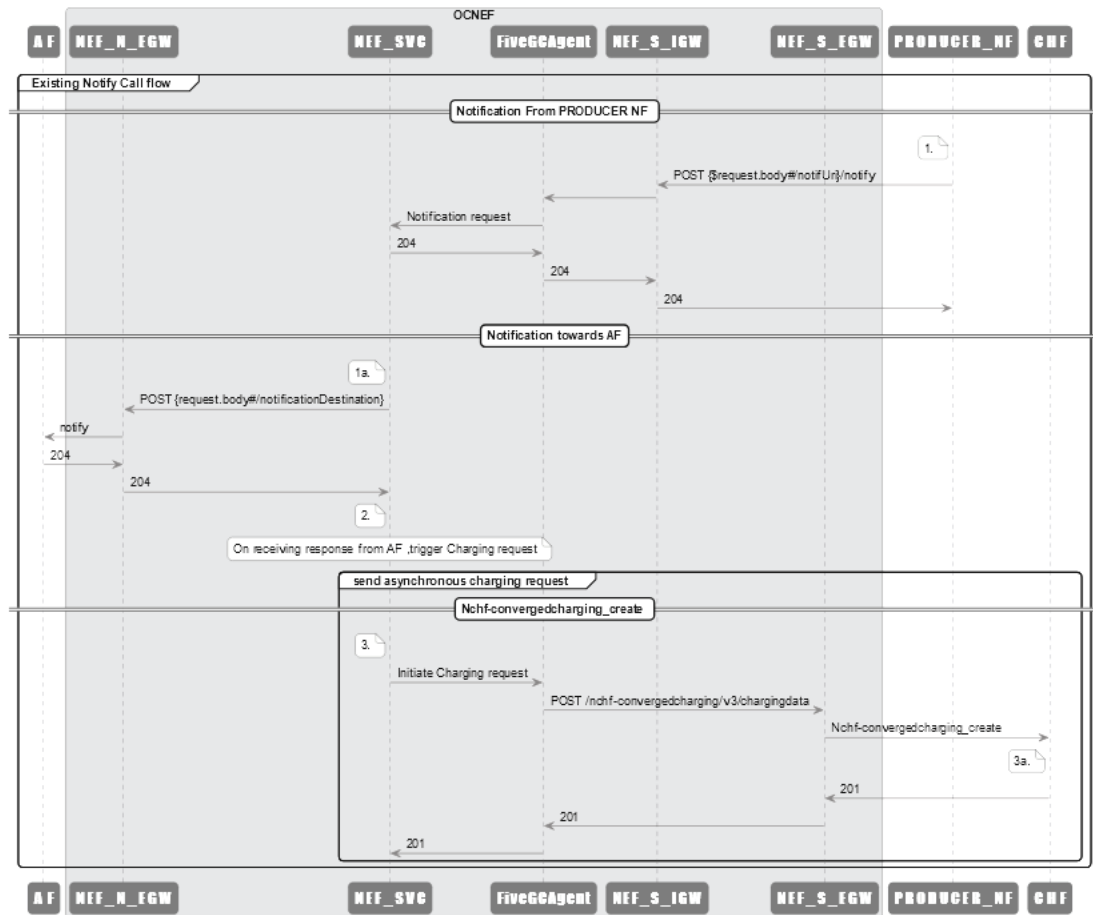 OCNEF
AF NEF_N_EGW NEF_SVC FiveGCAgent NEF_S_IGW NEF_S_EGW PRODUCER_NF CHF
Existing Notify Call flow
Notification From PRODUCER NF
1.
POST {$request.body#/notifUri}/notify
Notification request
204
204
204
Notification towards AF
1a.
POST {request.body#/notificationDestination}
notify
204
204
2.
On receiving response from AF ,trigger Charging request
send asynchronous charging request
Nchf-convergedcharging_create
3.
Initiate Charging request
POST /nchf-convergedcharging/v3/chargingdata
Nchf-convergedcharging_create
3a.
201
201
201
AF NEF_N_EGW NEF_SVC FiveGCAgent NEF_S_IGW NEF_S_EGW PRODUCER_NF CHF